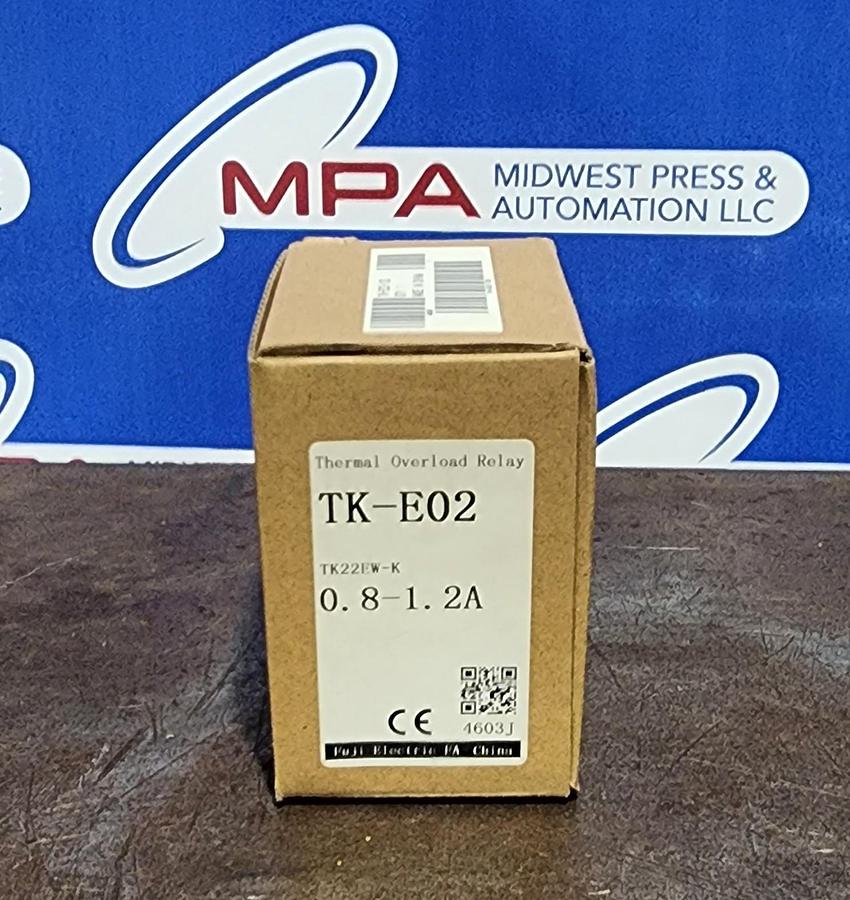 MPA
MIDWEST PRESS &
AUTOMATION LLC
Thermal Overload Relay
TK-E02
TK22EW-K
0.8-1.2A
CE
4603J
Fuji Electric FA China